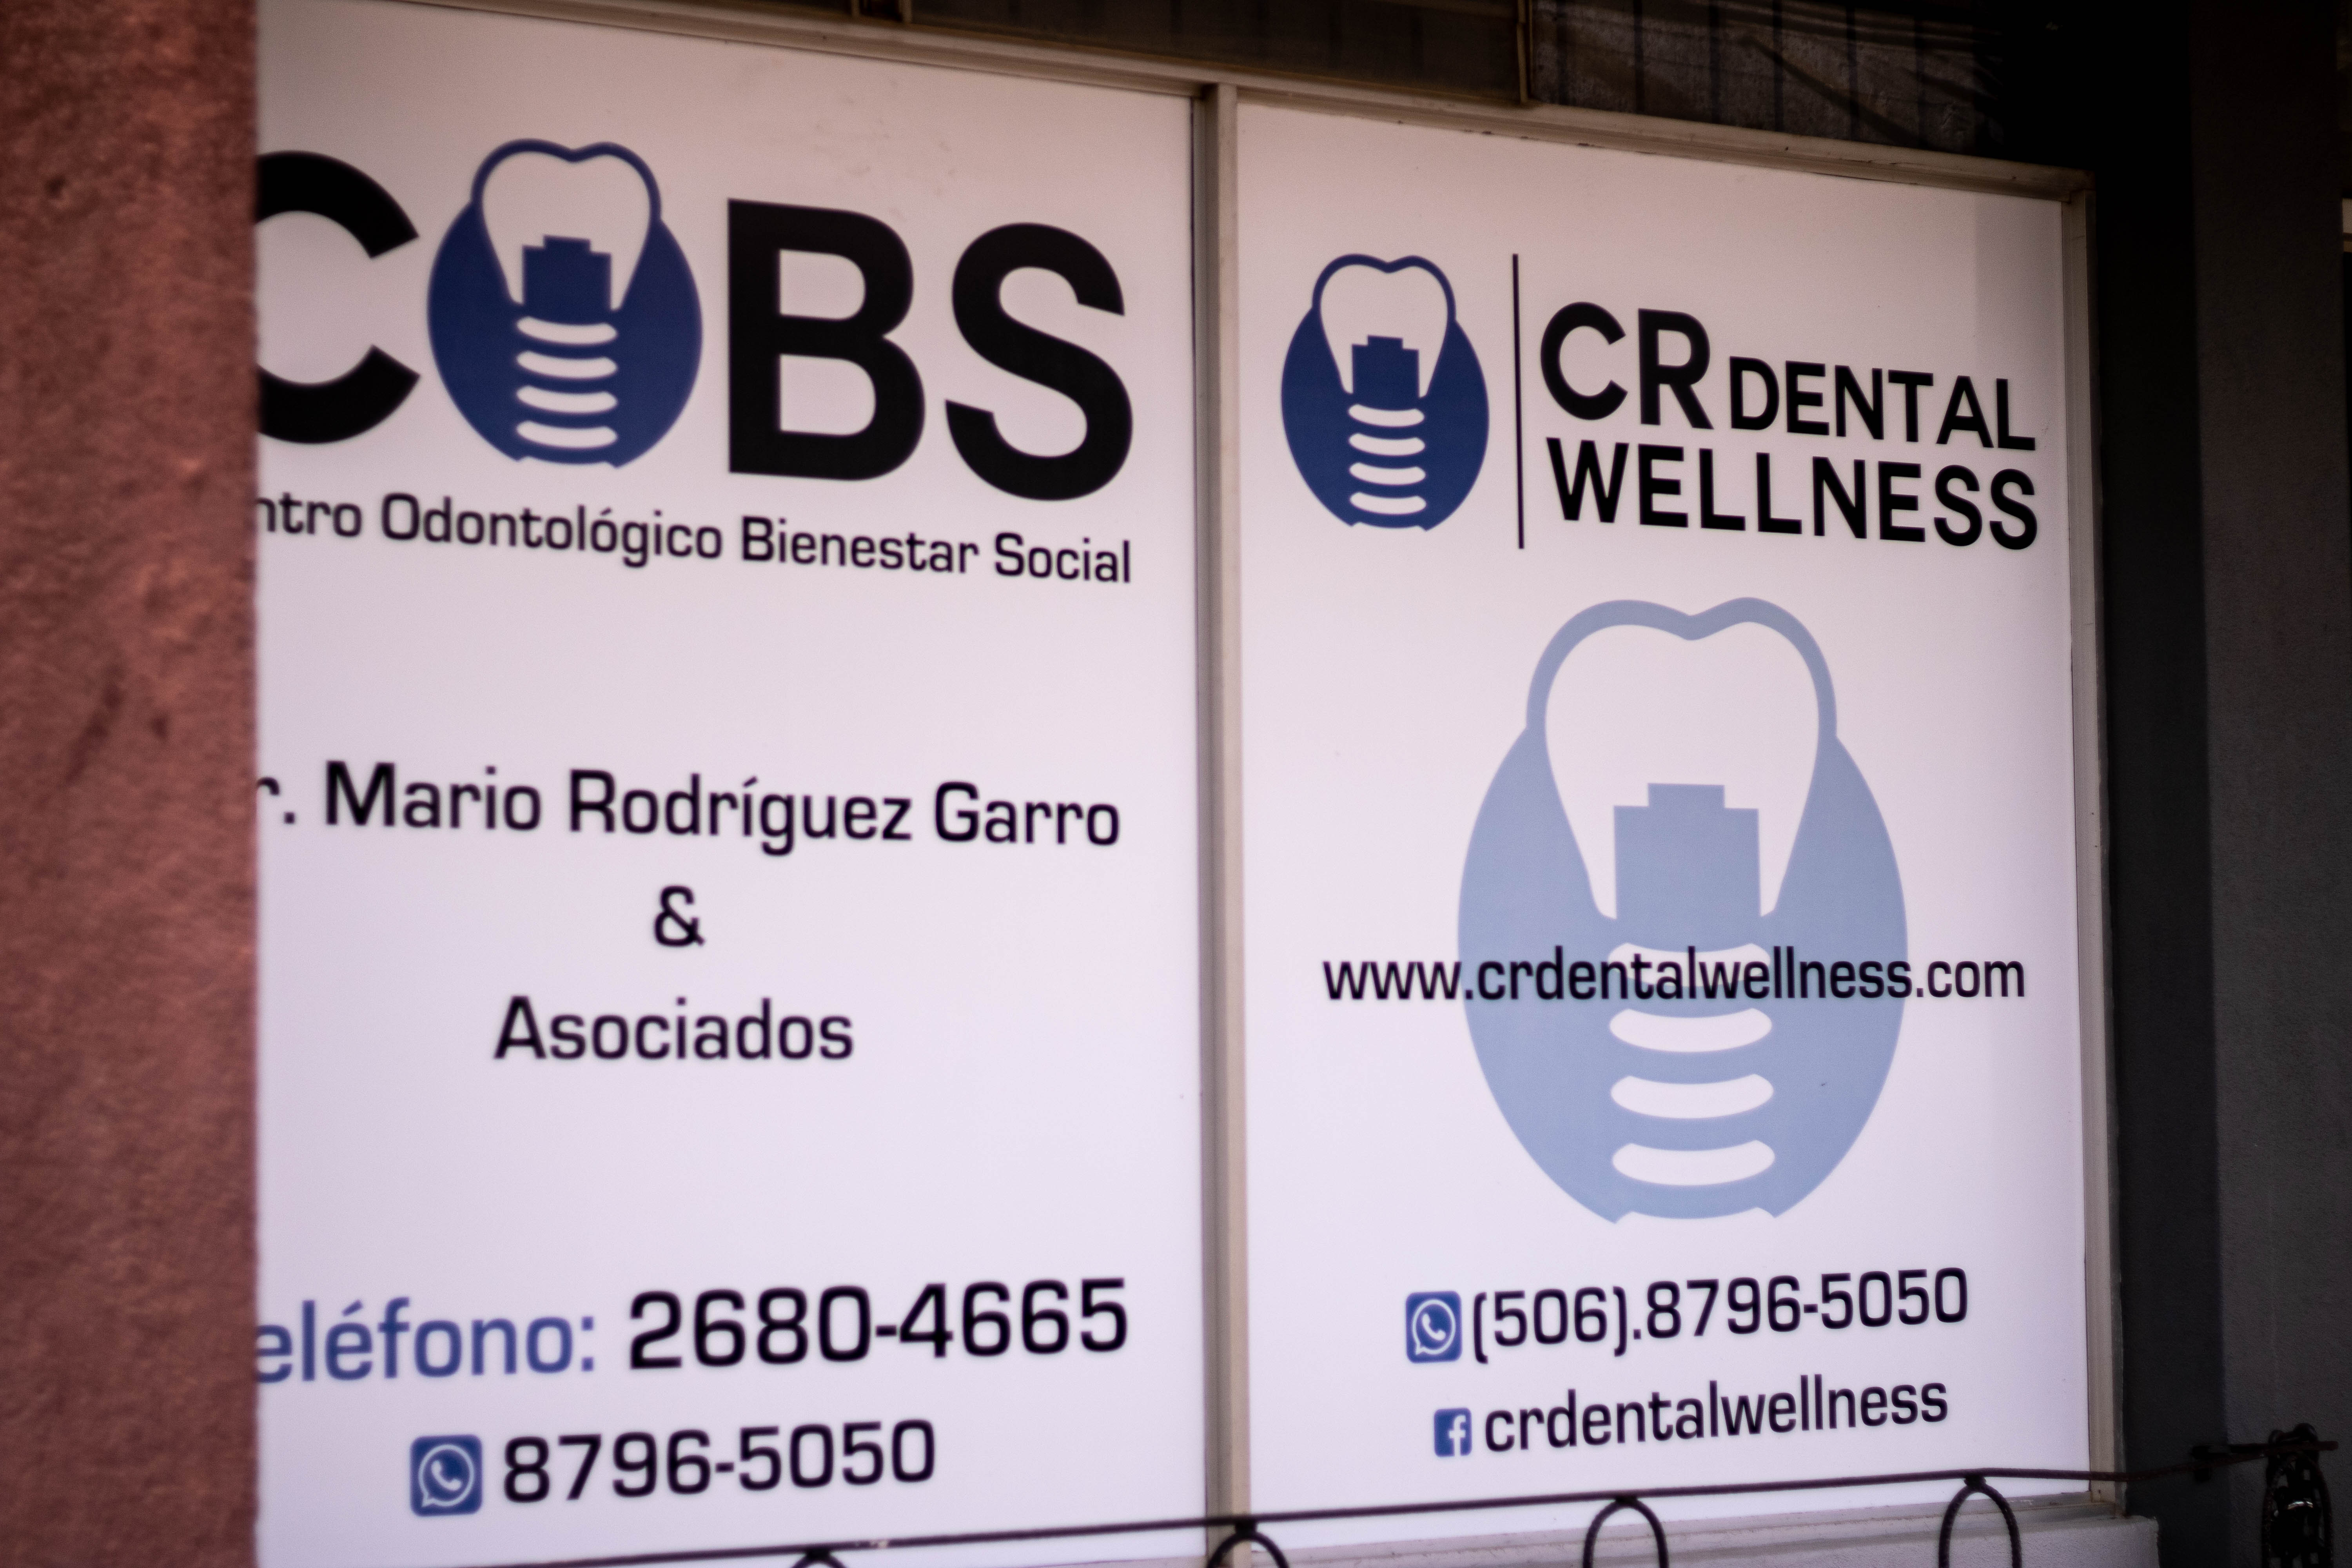 COBS
ntro Odontológico Bienestar Social
r. Mario Rodríguez Garro
&
Asociados
eléfono: 2680-4665
8796-5050
CR DENTAL
WELLNESS
www.crdentalwellness.com
(506).8796-5050
crdentalwellness